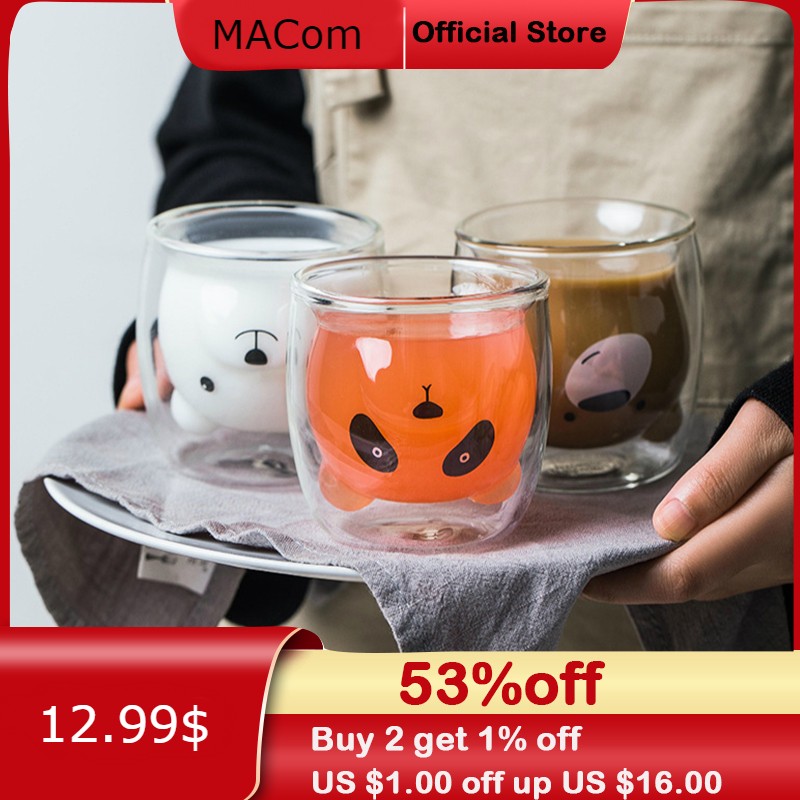 MACom
Official Store
53%off
12.99$
Buy 2 get 1% off
US $1.00 off up US $16.00